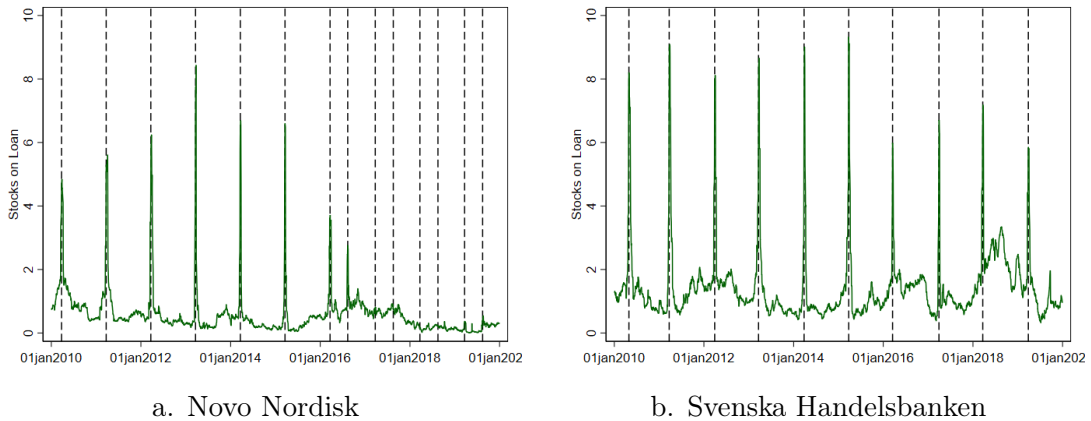 10
8
6
4
2
0
Stocks on Loan
01jan2010 01jan2012 01jan2014 01jan2016 01jan2018 01jan202
a. Novo Nordisk
10
8
6
4
2
0
Stocks on Loan
01jan2010 01jan2012 01jan2014 01jan2016 01jan2018 01jan202
b. Svenska Handelsbanken